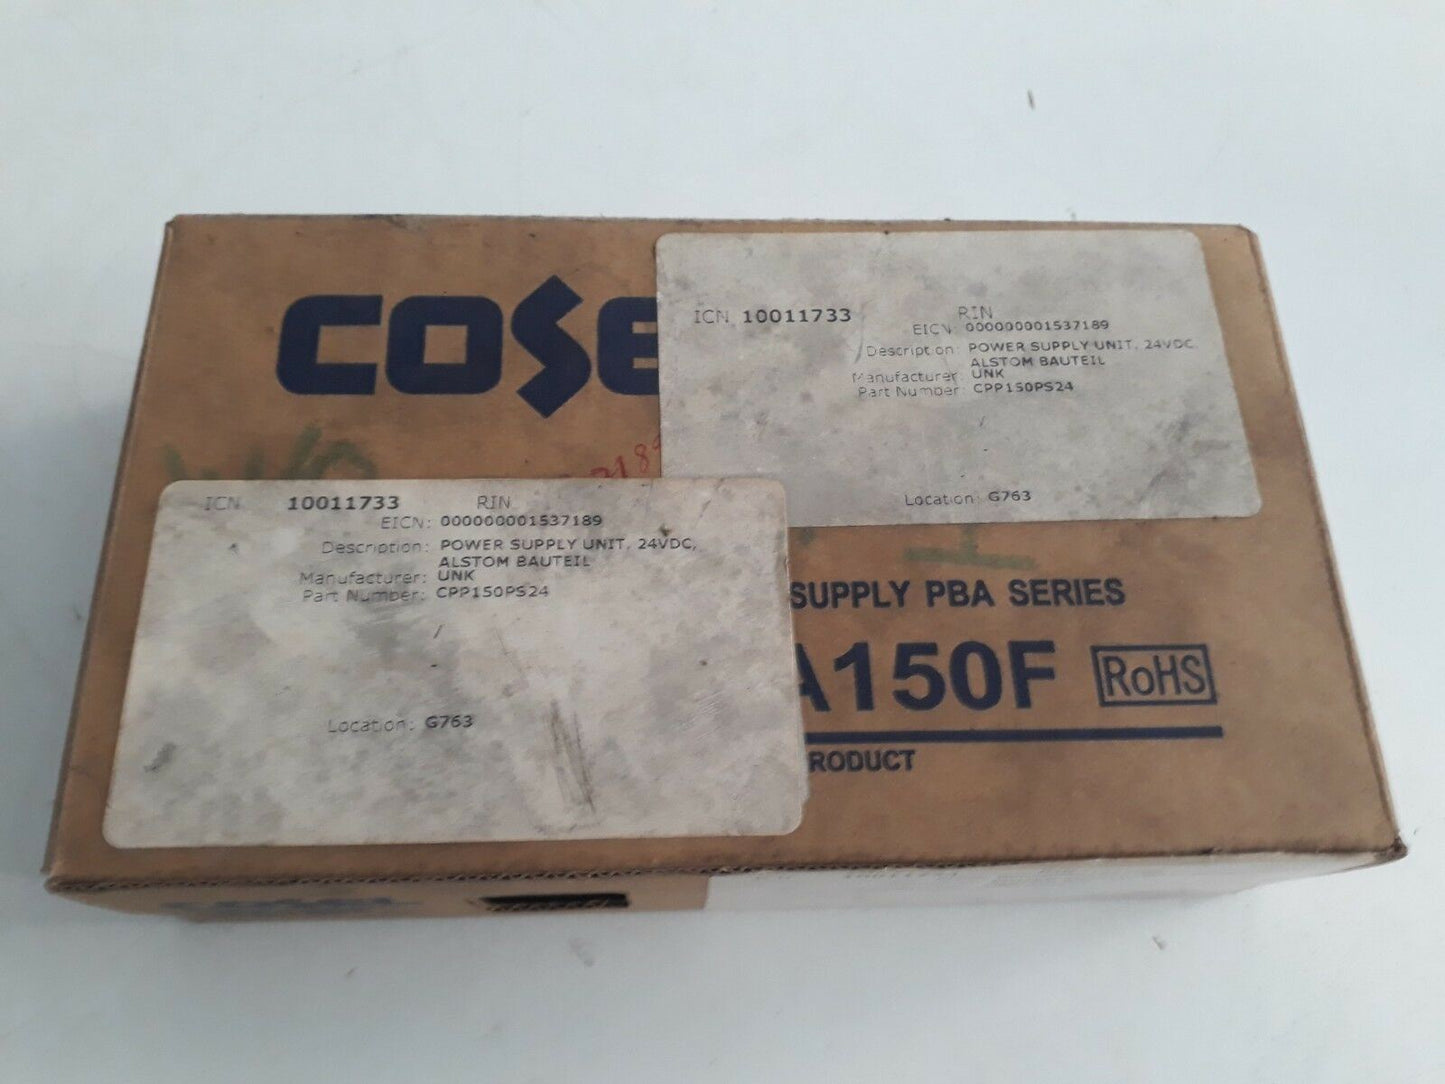 COSE
ICN 10011733 RIN
EICN: 000000001537189
Description: POWER SUPPLY UNIT, 24VDC,
ALSTOM BAUTEIL
Manufacturer: UNK
Part Number: CPP150PS24
Location: G763
ICN 10011733 RIN
EICN: 000000001537189
Description: POWER SUPPLY UNIT, 24VDC,
ALSTOM BAUTEIL
Manufacturer: UNK
Part Number: CPP150PS24
Location: G763
SUPPLY PBA SERIES
A150F RoHS
RODUCT